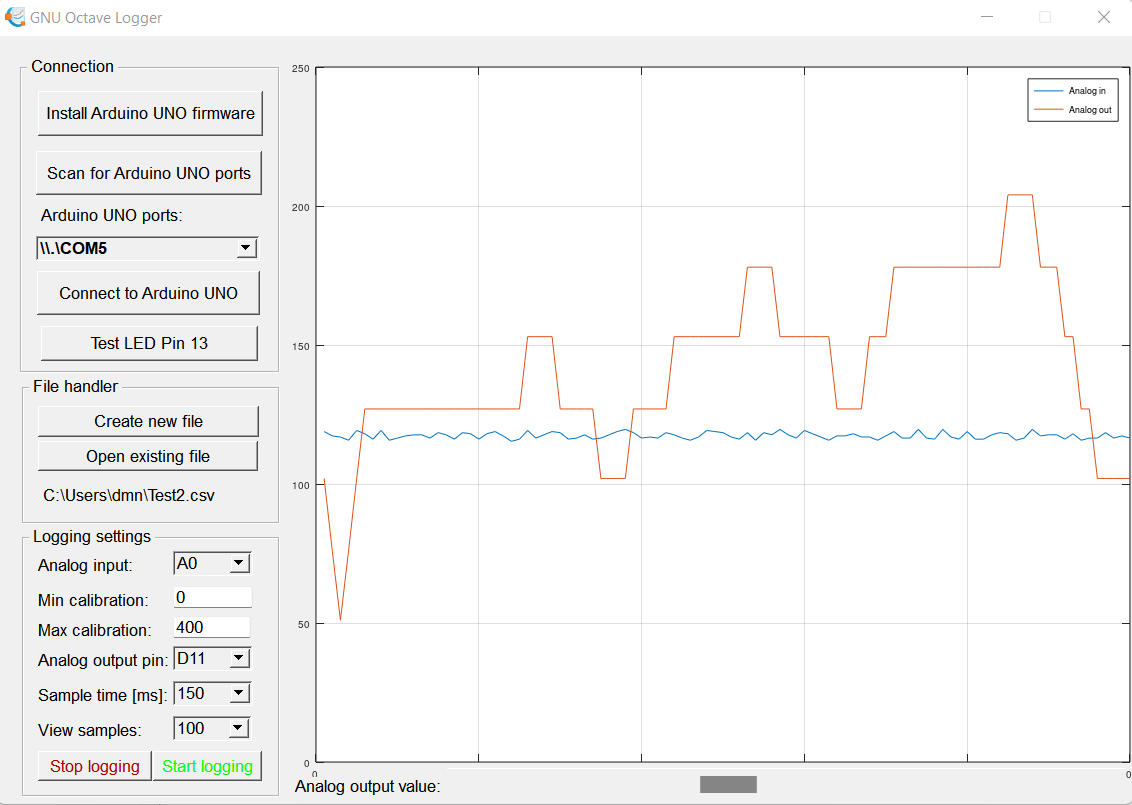 GNU Octave Logger
Connection
Install Arduino UNO firmware
Scan for Arduino UNO ports
Arduino UNO ports:
\\.\COM5
Connect to Arduino UNO
Test LED Pin 13
File handler
Create new file
Open existing file
C:\Users\dmn\Test2.csv
Logging settings
Analog input: A0
Min calibration: 0
Max calibration: 400
Analog output pin: D11
Sample time [ms]: 150
View samples: 100
Stop logging Start logging
250
200
150
100
50
0
0
0
Analog in
Analog out
Analog output value: